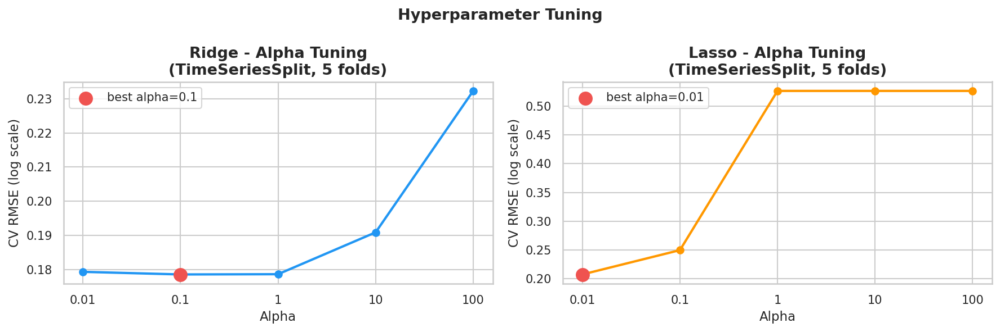 Hyperparameter Tuning
Ridge - Alpha Tuning
(TimeSeriesSplit, 5 folds)
best alpha=0.1
CV RMSE (log scale)
0.23
0.22
0.21
0.20
0.19
0.18
0.01 0.1 1 10 100
Alpha
Lasso - Alpha Tuning
(TimeSeriesSplit, 5 folds)
best alpha=0.01
CV RMSE (log scale)
0.50
0.45
0.40
0.35
0.30
0.25
0.20
0.01 0.1 1 10 100
Alpha